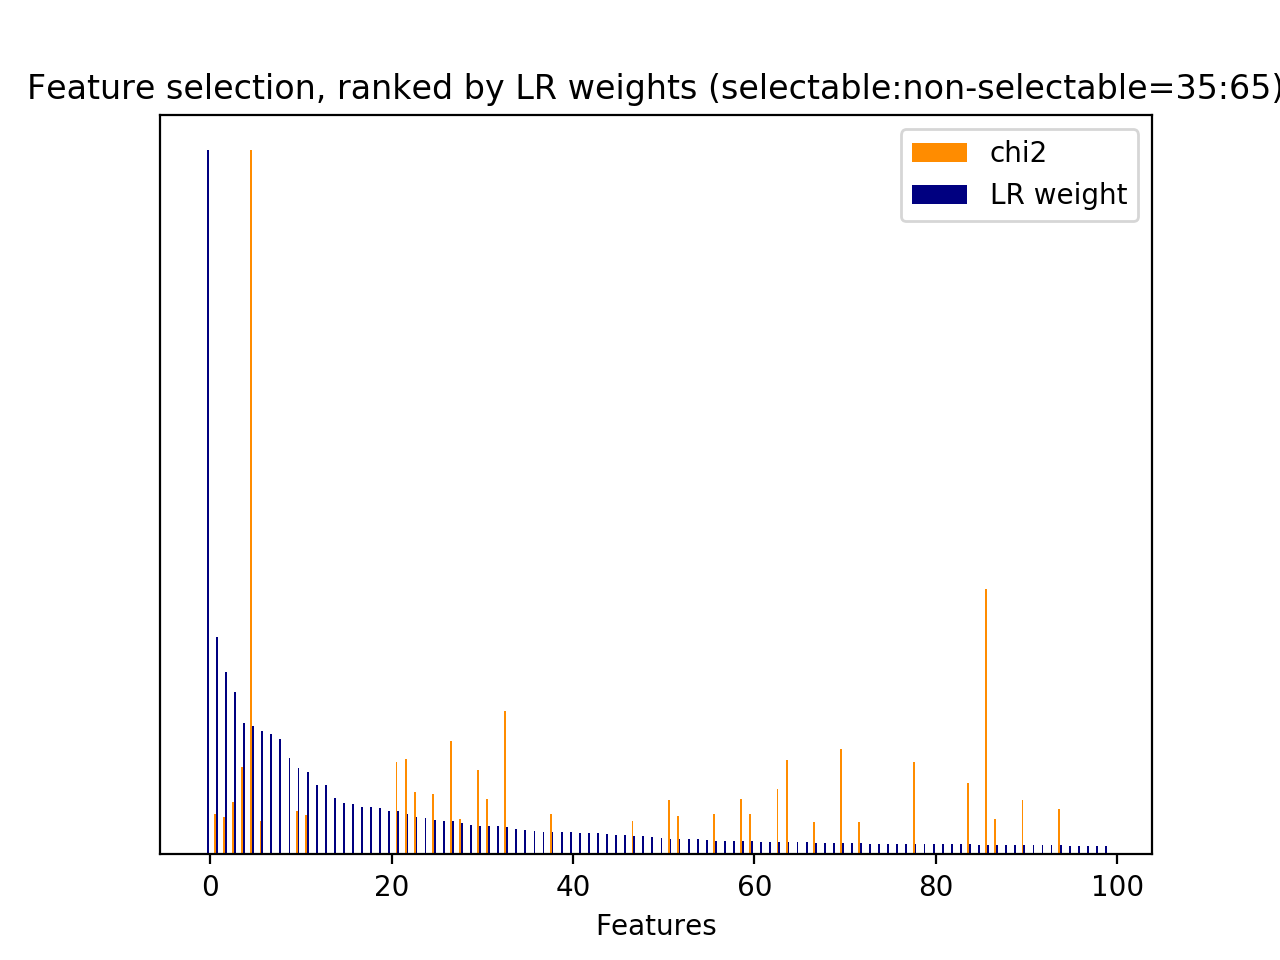 Feature selection, ranked by LR weights (selectable:non-selectable=35:65)
chi2
LR weight
0 20 40 60 80 100
Features